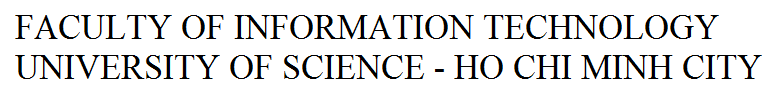 FACULTY OF INFORMATION TECHNOLOGY
UNIVERSITY OF SCIENCE - HO CHI MINH CITY